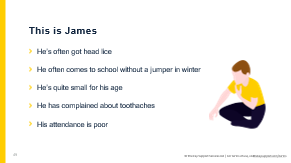 This is James
He's often got head lice
He often comes to school without a jumper in winter
He's quite small for his age
He has complained about toothaches
His attendance is poor